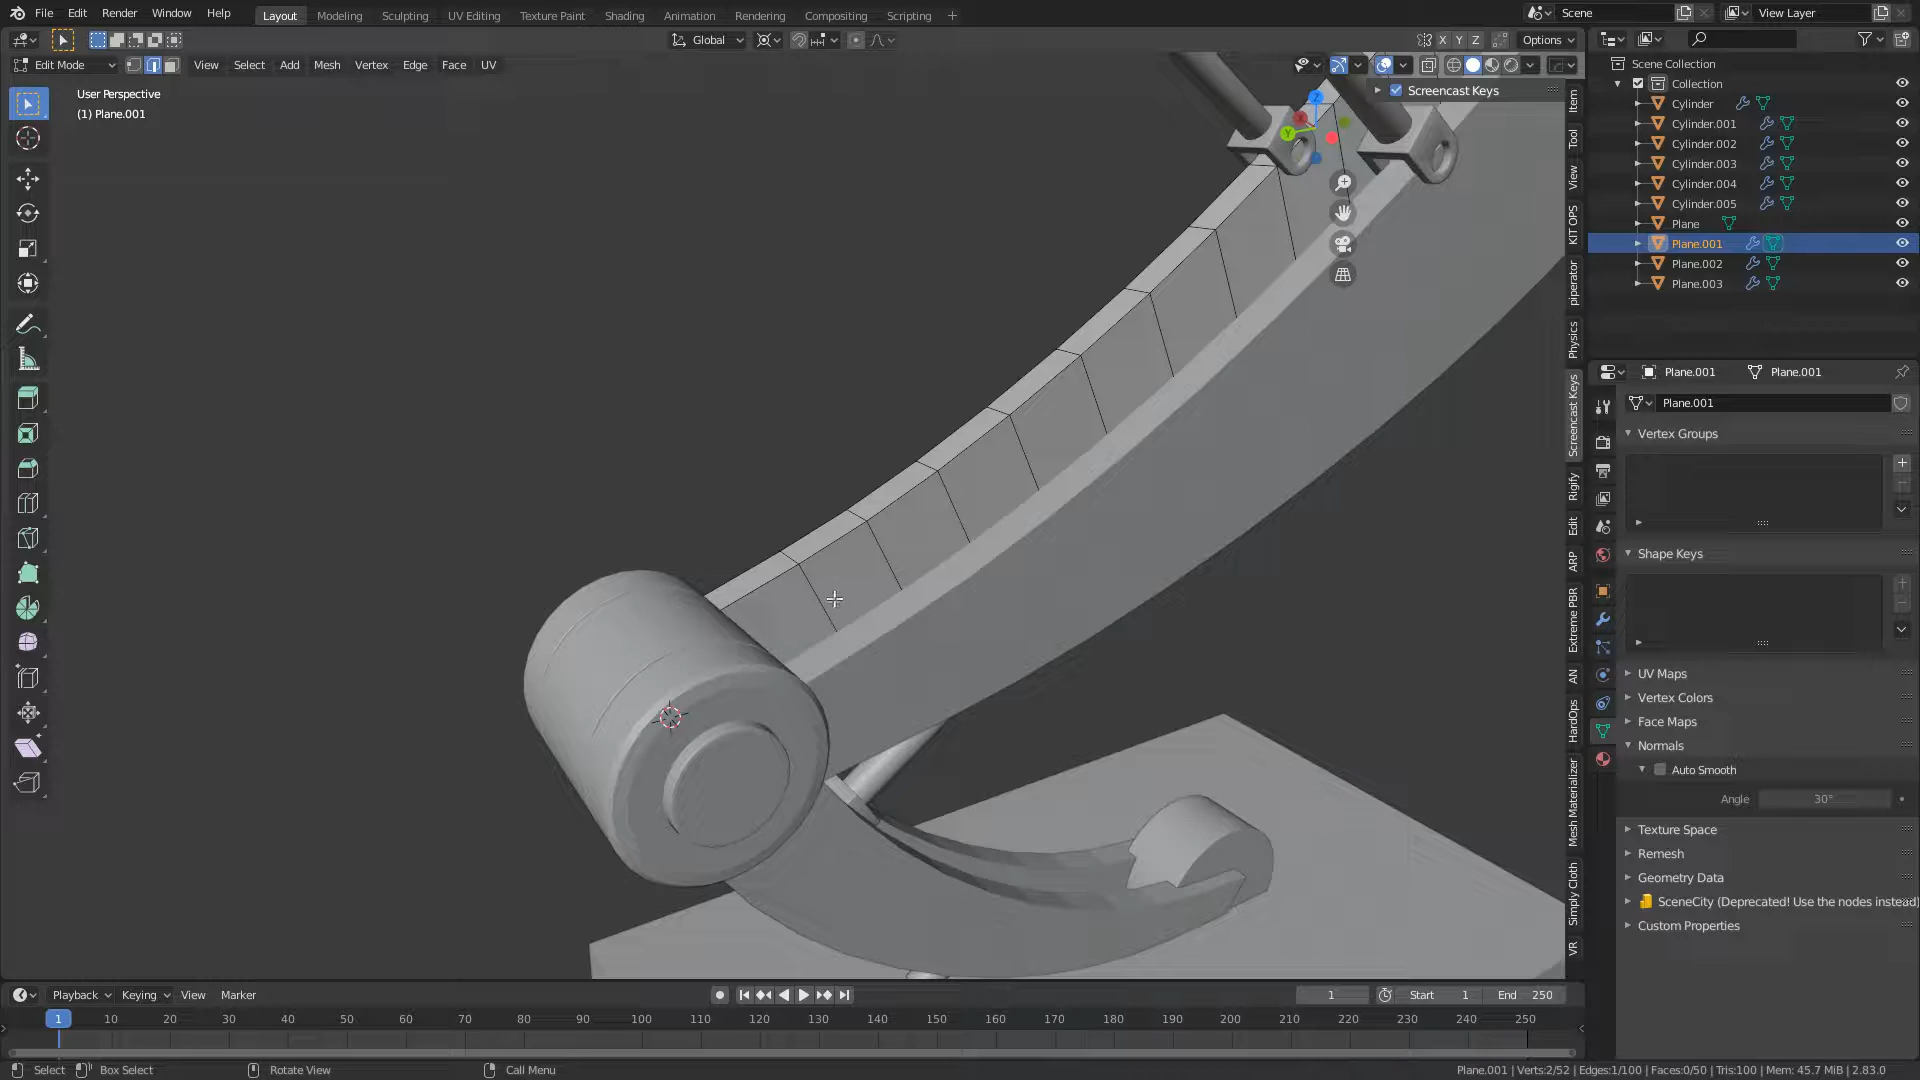 File Edit Render Window Help
Layout Modeling Sculpting UV Editing Texture Paint Shading Animation Rendering Compositing Scripting +
Scene
View Layer
Global
X Y Z
Options
Edit Mode
View Select Add Mesh Vertex Edge Face UV
User Perspective
(1) Plane.001
Screencast Keys
Z
X
Y
Item
Tool
View
KIT OPS
piperator
Physics
Screencast Keys
Rigify
Edit
ARP
Extreme PBR
AN
HardOps
Mesh Materializer
Simply Cloth
VR
Scene Collection
Collection
Cylinder
Cylinder.001
Cylinder.002
Cylinder.003
Cylinder.004
Cylinder.005
Plane
Plane.001
Plane.002
Plane.003
Plane.001 Plane.001
Plane.001
Vertex Groups
Shape Keys
UV Maps
Vertex Colors
Face Maps
Normals
Auto Smooth
Angle 30°
Texture Space
Remesh
Geometry Data
SceneCity (Deprecated! Use the nodes instead)
Custom Properties
Playback Keying View Marker
1
Start 1
End 250
1 10 20 30 40 50 60 70 80 90 100 110 120 130 140 150 160 170 180 190 200 210 220 230 240 250
Select Box Select Rotate View Call Menu
Plane.001 | Verts:2/52 | Edges:1/100 | Faces:0/50 | Tris:100 | Mem: 45.7 MiB | 2.83.0